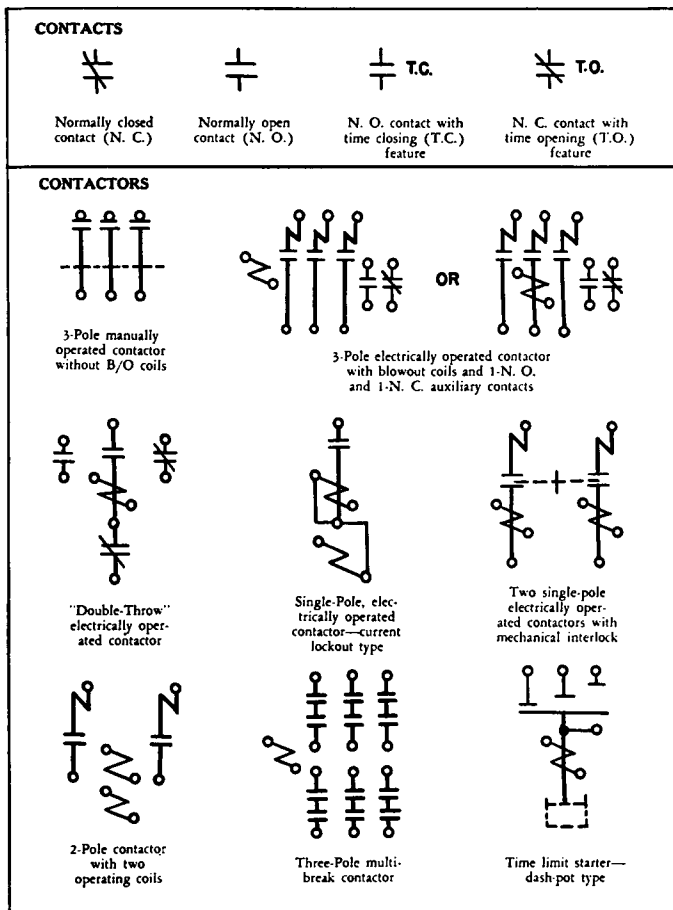 CONTACTS
T.C.
T.O.
Normally closed
contact (N. C.)
Normally open
contact (N. O.)
N. O. contact with
time closing (T.C.)
feature
N. C. contact with
time opening (T.O.)
feature
CONTACTORS
OR
3-Pole manually
operated contactor
without B/O coils
3-Pole electrically operated contactor
with blowout coils and 1-N. O.
and 1-N. C. auxiliary contacts
"Double-Throw"
electrically oper-
ated contactor
Single-Pole, elec-
trically operated
contactor—current
lockout type
Two single-pole
electrically oper-
ated contactors with
mechanical interlock
2-Pole contactor
with two
operating coils
Three-Pole multi-
break contactor
Time limit starter—
dash-pot type